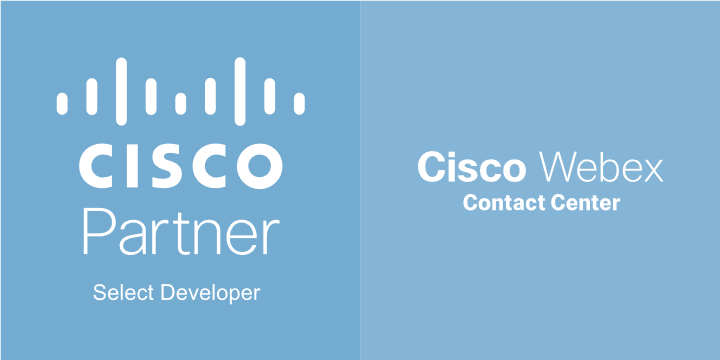 CISCO
Partner
Select Developer
Cisco Webex
Contact Center